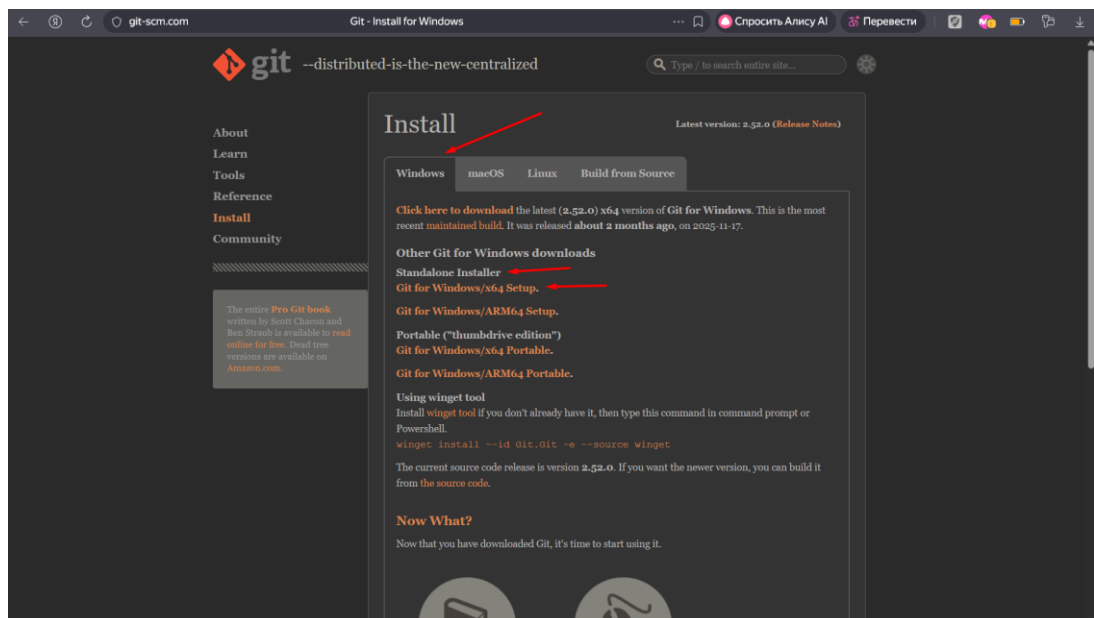 git-scm.com
Git - Install for Windows
Спросить Алису AI
Перевести
git --distributed-is-the-new-centralized
Type / to search entire site...
About
Learn
Tools
Reference
Install
Community
The entire Pro Git book
written by Scott Chacon and
Ben Straub is available to read
online for free. Dead tree
versions are available on
Amazon.com.
Install
Latest version: 2.52.0 (Release Notes)
Windows
macOS
Linux
Build from Source
Click here to download the latest (2.52.0) x64 version of Git for Windows. This is the most
recent maintained build. It was released about 2 months ago, on 2025-11-17.
Other Git for Windows downloads
Standalone Installer
Git for Windows/x64 Setup.
Git for Windows/ARM64 Setup.
Portable ("thumbdrive edition")
Git for Windows/x64 Portable.
Git for Windows/ARM64 Portable.
Using winget tool
Install winget tool if you don't already have it, then type this command in command prompt or
Powershell.
winget install --id Git.Git -e --source winget
The current source code release is version 2.52.0. If you want the newer version, you can build it
from the source code.
Now What?
Now that you have downloaded Git, it's time to start using it.